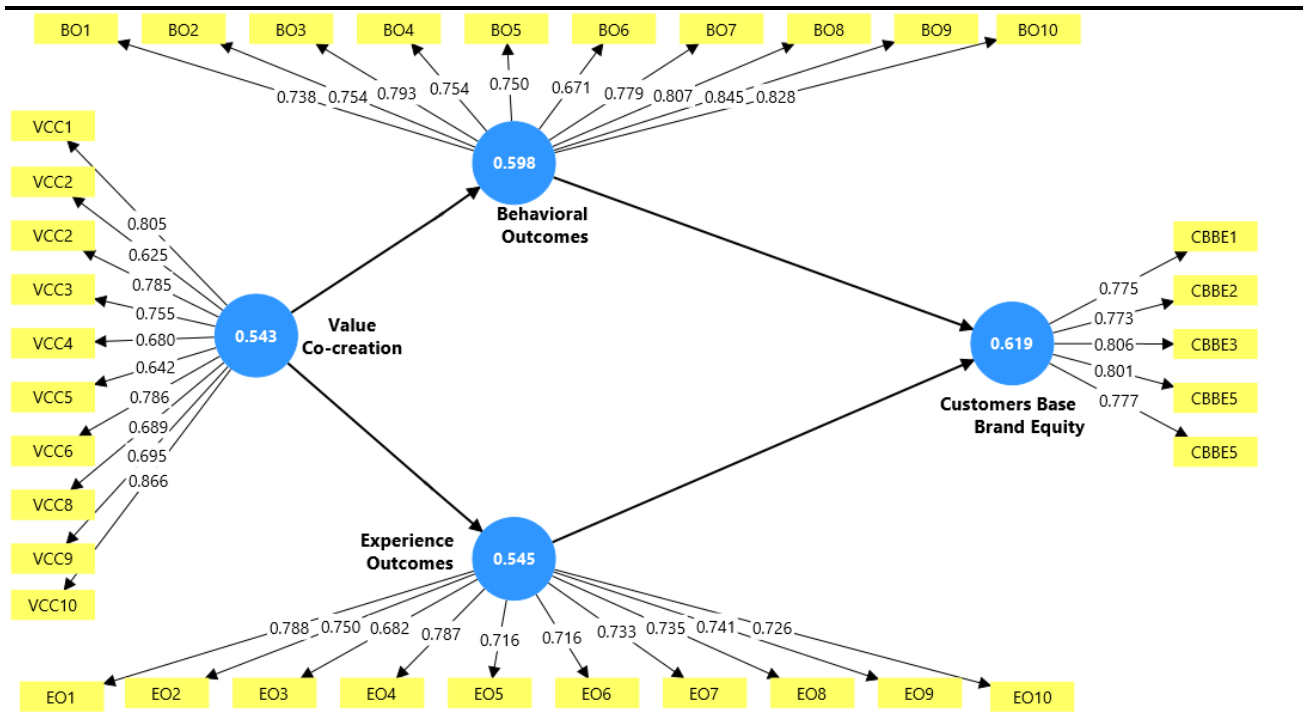 BO1 BO2 BO3 BO4 BO5 BO6 BO7 BO8 BO9 BO10
0.738 0.754 0.793 0.754 0.750 0.671 0.779 0.807 0.845 0.828
VCC1
VCC2
VCC2
VCC3
VCC4
VCC5
VCC6
VCC8
VCC9
VCC10
0.805
0.625
0.785
0.755
0.680
0.642
0.786
0.689
0.695
0.866
0.543
Value
Co-creation
0.598
Behavioral
Outcomes
Experience
Outcomes
0.545
0.619
Customers Base
Brand Equity
0.775
0.773
0.806
0.801
0.777
CBBE1
CBBE2
CBBE3
CBBE5
CBBE5
0.788 0.750 0.682 0.787 0.716 0.716 0.733 0.735 0.741 0.726
EO1 EO2 EO3 EO4 EO5 EO6 EO7 EO8 EO9 EO10